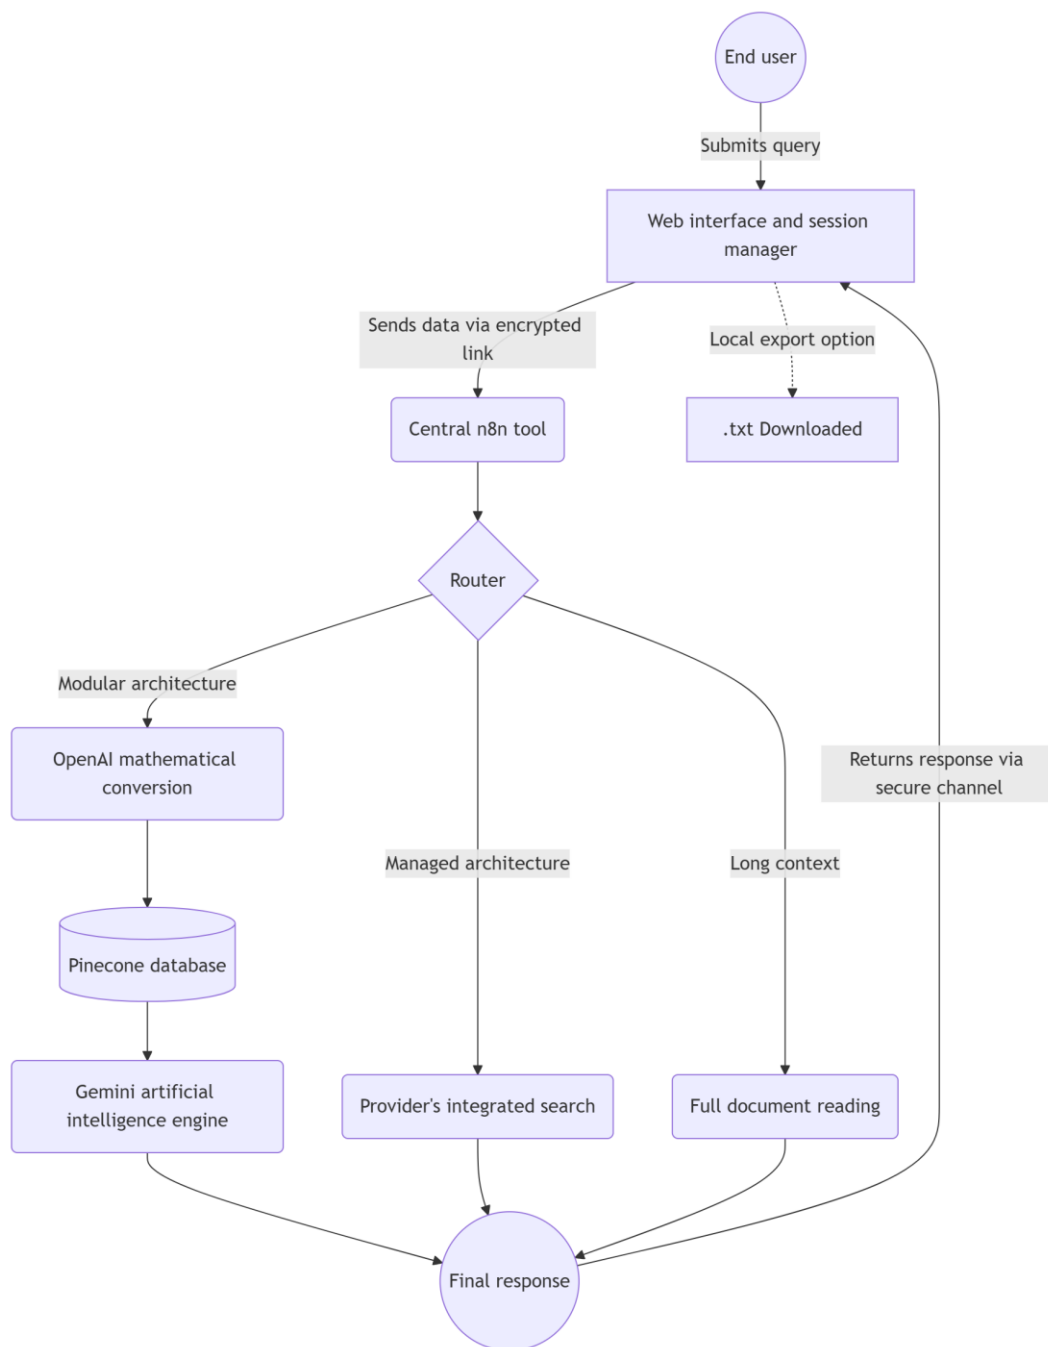 End user
Submits query
Web interface and session
manager
Sends data via encrypted
link
Local export option
Central n8n tool
.txt Downloaded
Router
Modular architecture
OpenAI mathematical
conversion
Returns response via
secure channel
Managed architecture
Long context
Pinecone database
Gemini artificial
intelligence engine
Provider's integrated search
Full document reading
Final response